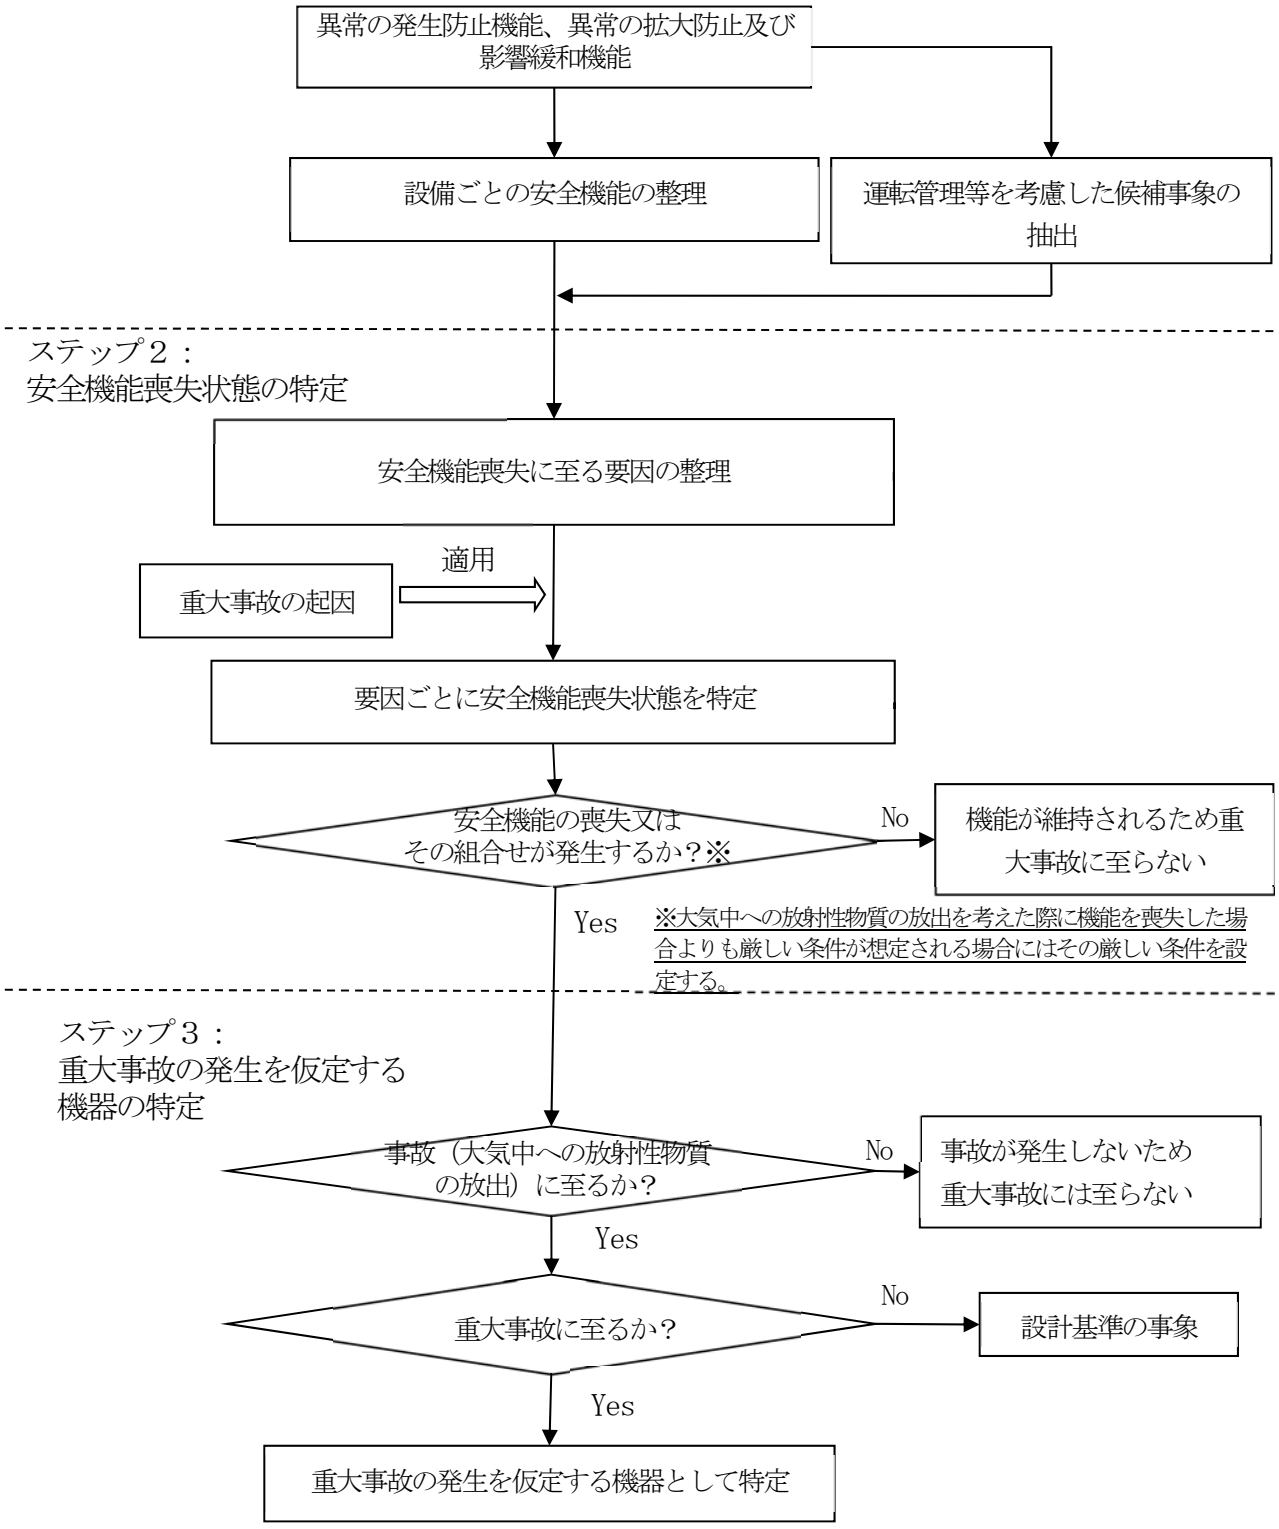 異常の発生防止機能、異常の拡大防止及び
影響緩和機能
設備ごとの安全機能の整理
運転管理等を考慮した候補事象の
抽出
ステップ２：
安全機能喪失状態の特定
安全機能喪失に至る要因の整理
適用
重大事故の起因
要因ごとに安全機能喪失状態を特定
安全機能の喪失又は
その組合せが発生するか？※
No
機能が維持されるため重
大事故に至らない
Yes
※大気中への放射性物質の放出を考えた際に機能を喪失した場
合よりも厳しい条件が想定される場合にはその厳しい条件を設
定する。
ステップ３：
重大事故の発生を仮定する
機器の特定
事故（大気中への放射性物質
の放出）に至るか？
No
事故が発生しないため
重大事故には至らない
Yes
重大事故に至るか？
No
設計基準の事象
Yes
重大事故の発生を仮定する機器として特定